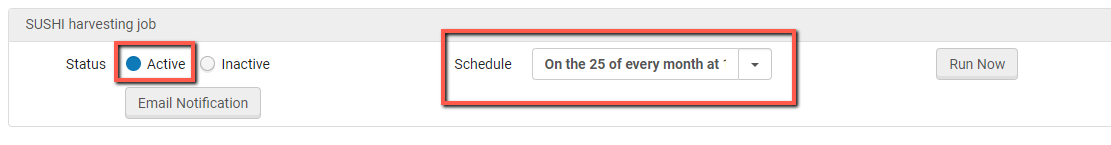 SUSHI harvesting job
Status Active Inactive Schedule On the 25 of every month at Run Now
Email Notification